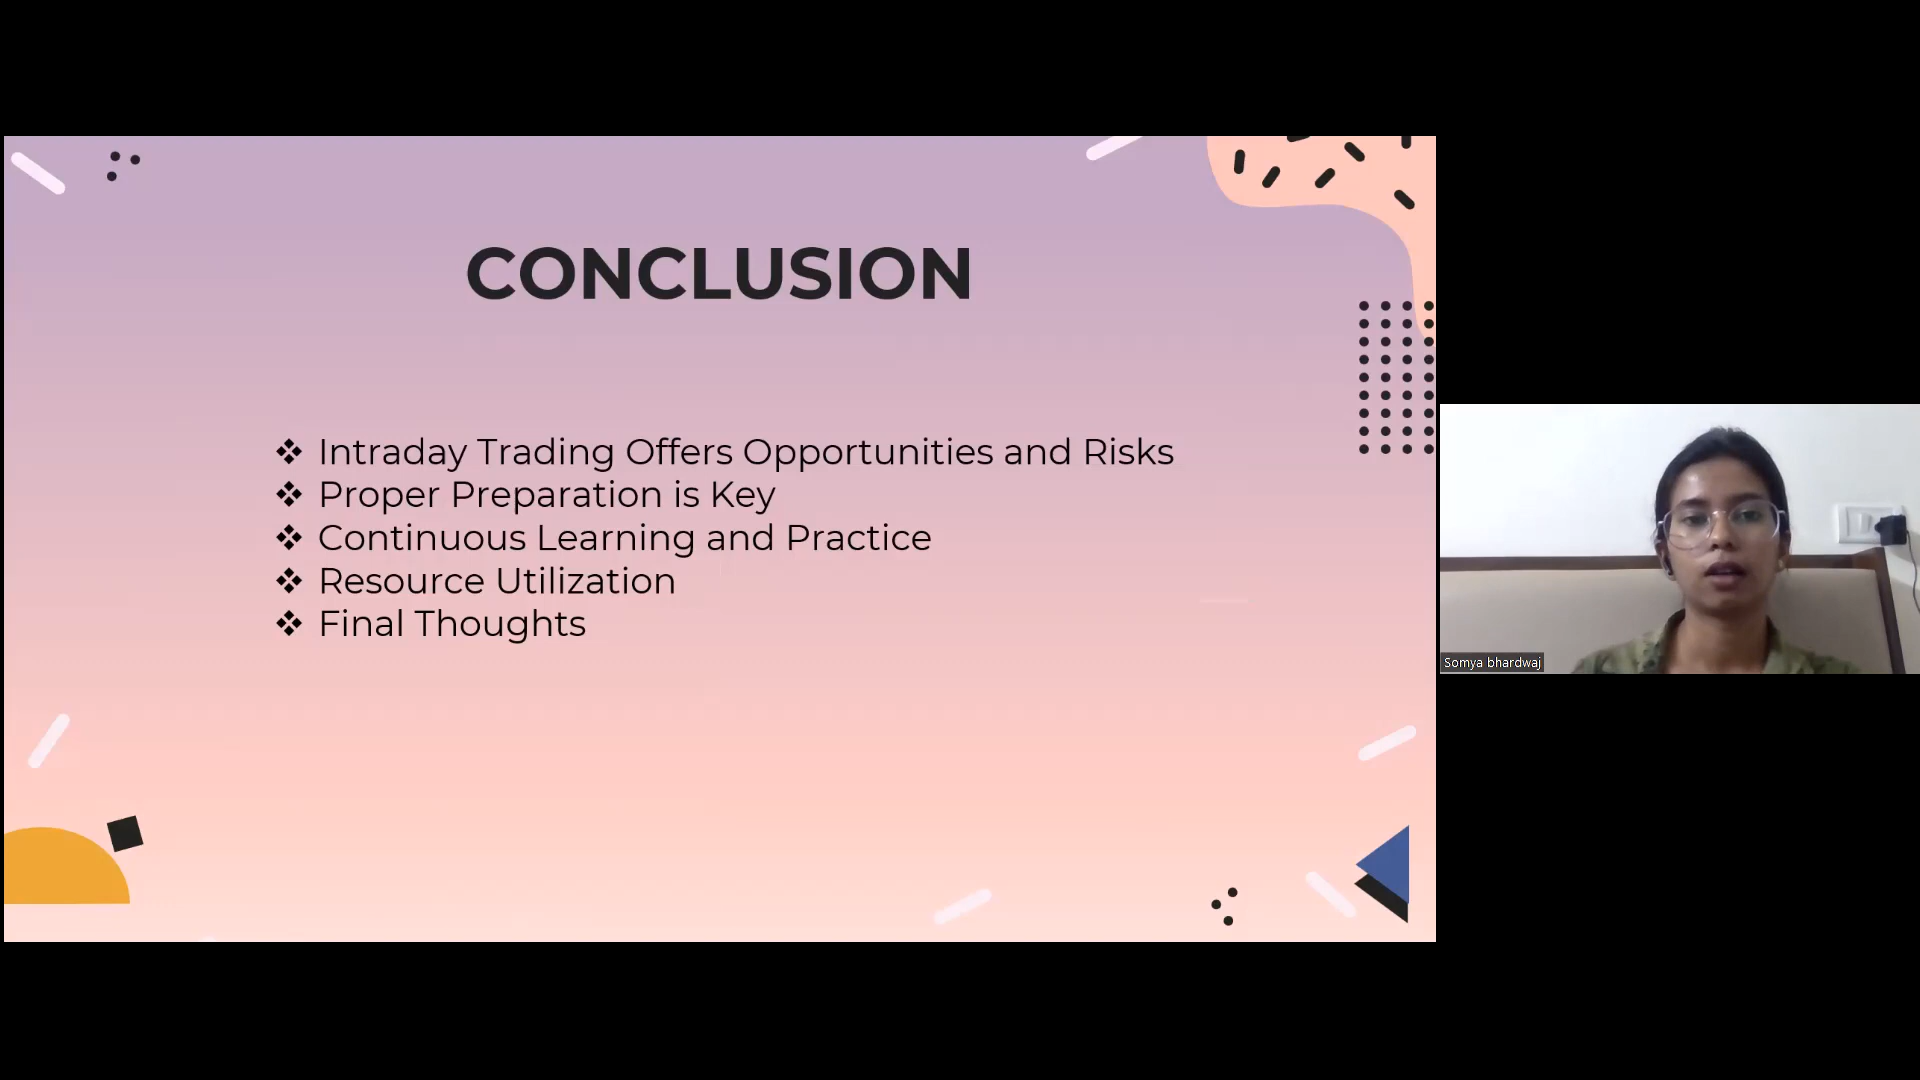 CONCLUSION
❖ Intraday Trading Offers Opportunities and Risks
❖ Proper Preparation is Key
❖ Continuous Learning and Practice
❖ Resource Utilization
❖ Final Thoughts
Somya bhardwaj